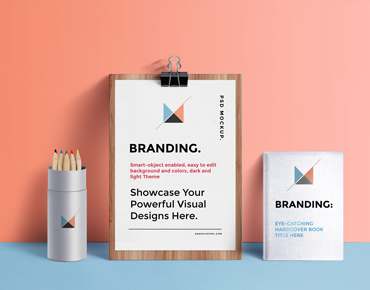 PSD MOCKUP.
BRANDING.
Smart-object enabled, easy to edit
background and colors, dark and
light Theme
Showcase Your
Powerful Visual
Designs Here.
BRANDING:
EYE-CATCHING
HARDCOVER BOOK
TITLE HERE